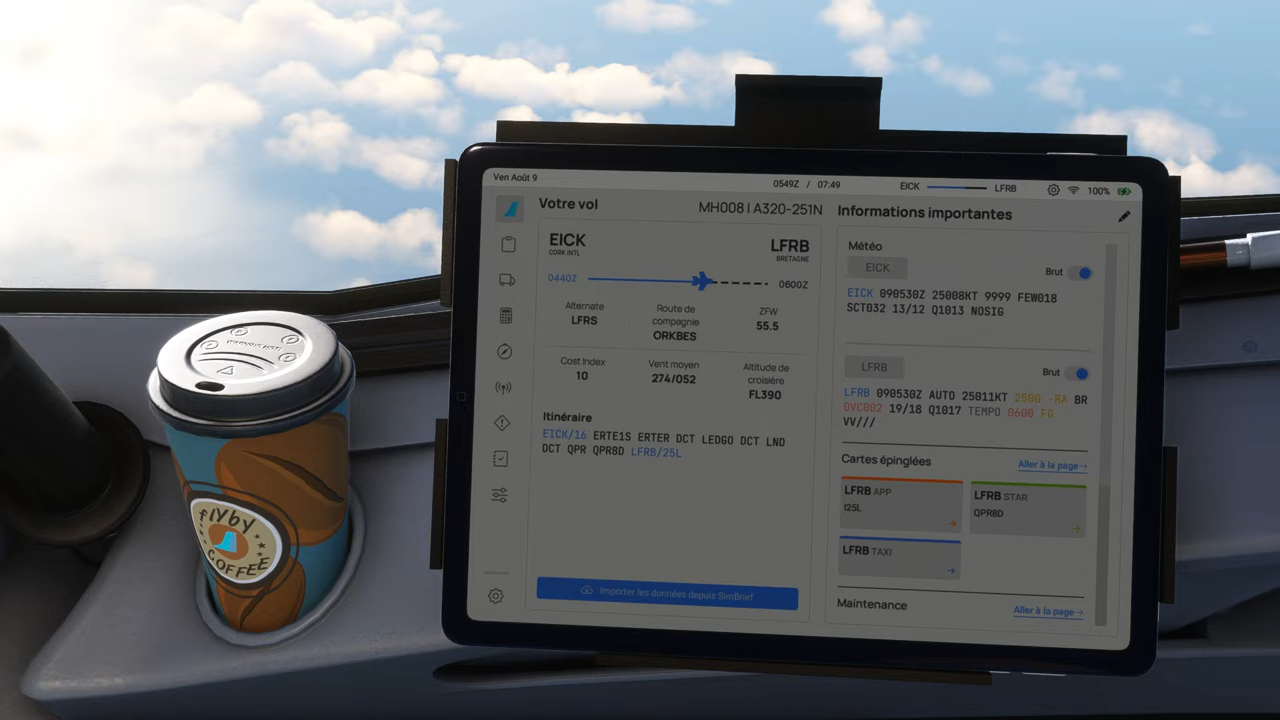 Ven Août 9
0549Z / 07:49
EICK LFRB
100%
Votre vol
MH008 | A320-251N
EICK
CORK INTL
LFRB
BRETAGNE
0440Z
0600Z
Alternate
LFRS
Route de
compagnie
ORKBES
ZFW
55.5
Cost Index
10
Vent moyen
274/052
Altitude de
croisière
FL390
Itinéraire
EICK/16 ERTE1S ERTER DCT LEDGO DCT LND
DCT QPR QPR8D LFRB/25L
Importer les données depuis SimBrief
Informations importantes
Météo
EICK
Brut
EICK 090530Z 25008KT 9999 FEW018
SCT032 13/12 Q1013 NOSIG
LFRB
Brut
LFRB 090530Z AUTO 25011KT 2500 -RA BR
OVC002 19/18 Q1017 TEMPO 0600 FG
VV///
Cartes épinglées
Aller à la page
LFRB APP
I25L
LFRB STAR
QPR8D
LFRB TAXI
Maintenance
Aller à la page
FlYby
COFFEE